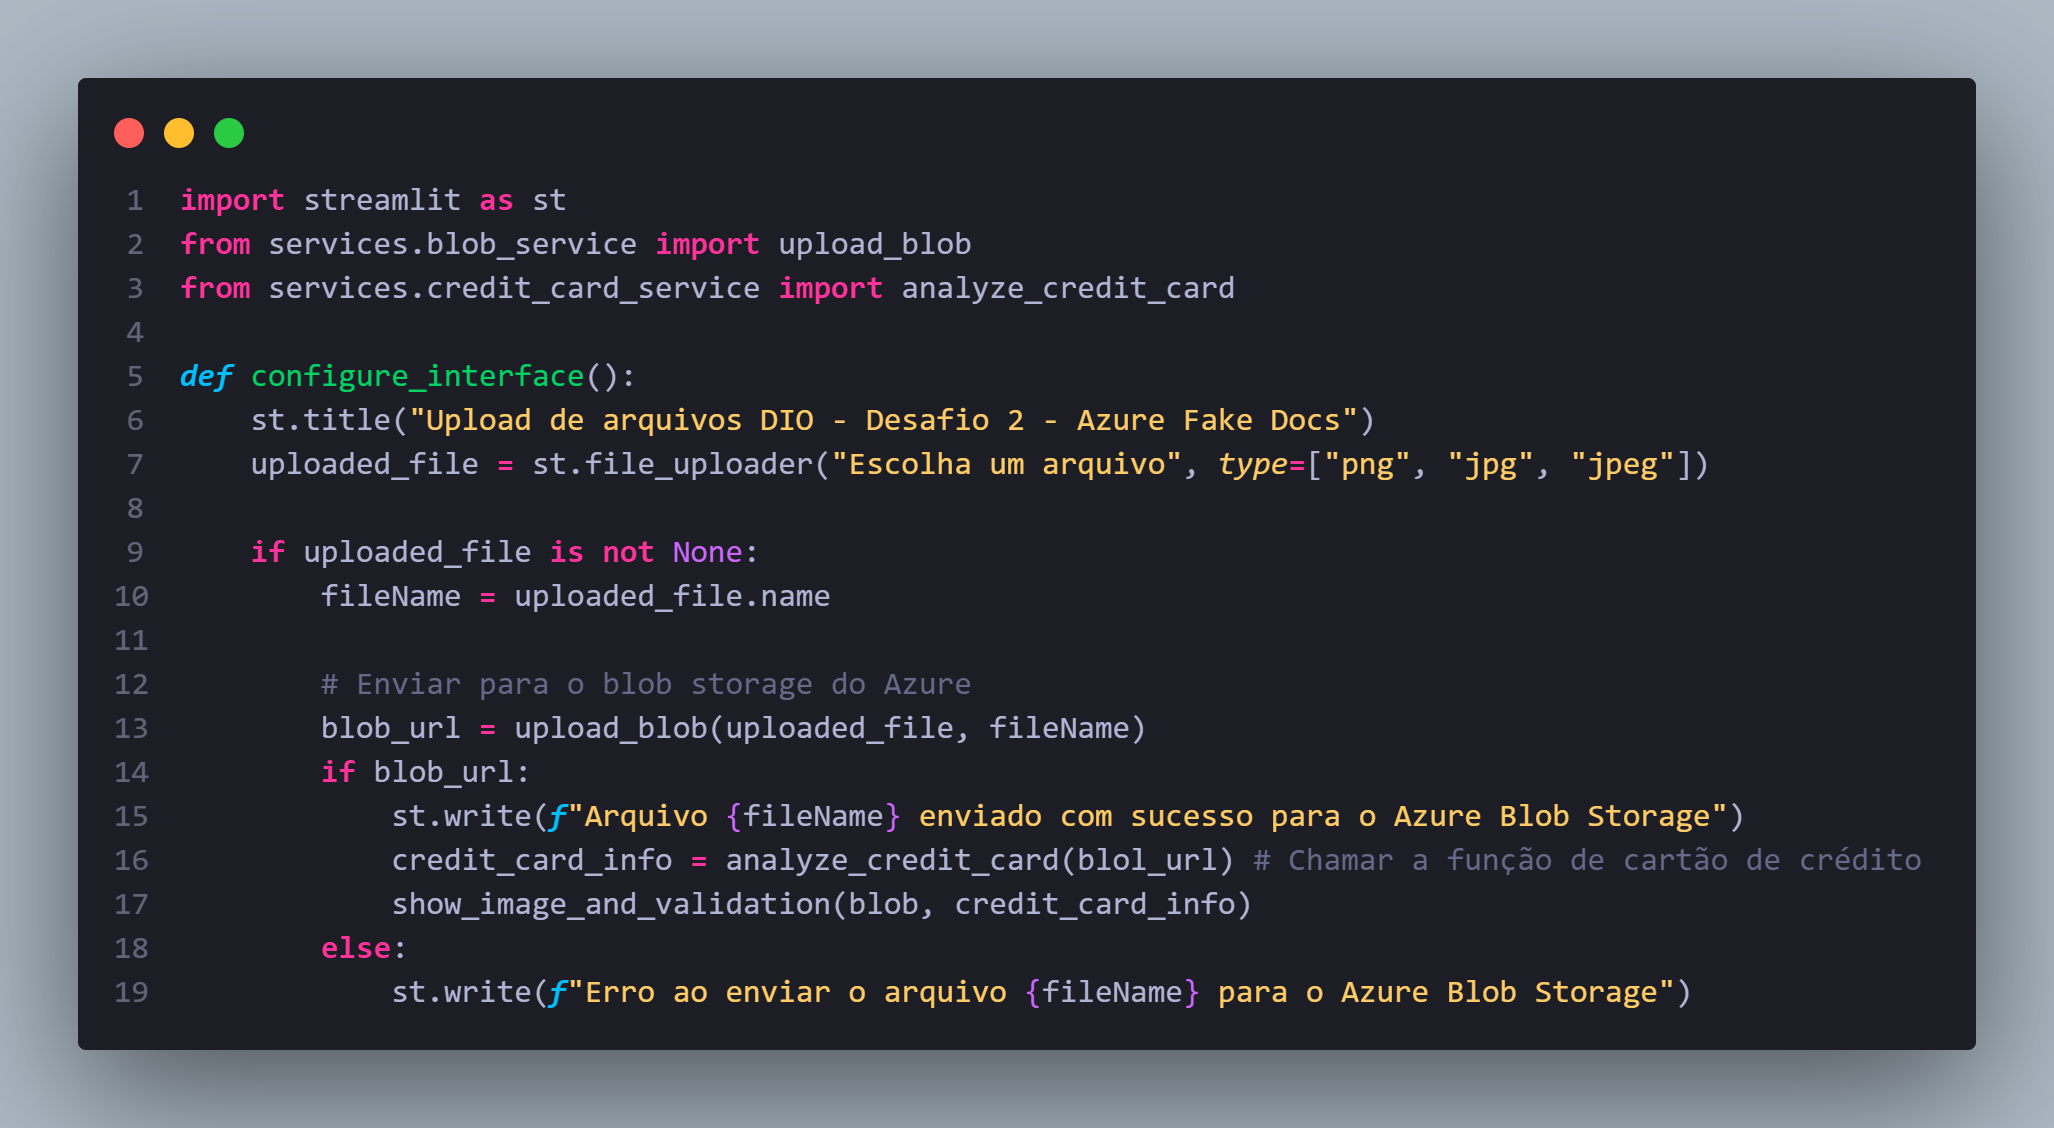 1 import streamlit as st
2 from services.blob_service import upload_blob
3 from services.credit_card_service import analyze_credit_card
4
5 def configure_interface():
6     st.title("Upload de arquivos DIO - Desafio 2 - Azure Fake Docs")
7     uploaded_file = st.file_uploader("Escolha um arquivo", type=["png", "jpg", "jpeg"])
8
9     if uploaded_file is not None:
10         fileName = uploaded_file.name
11
12         # Enviar para o blob storage do Azure
13         blob_url = upload_blob(uploaded_file, fileName)
14         if blob_url:
15             st.write(f"Arquivo {fileName} enviado com sucesso para o Azure Blob Storage")
16             credit_card_info = analyze_credit_card(blol_url) # Chamar a função de cartão de crédito
17             show_image_and_validation(blob, credit_card_info)
18         else:
19             st.write(f"Erro ao enviar o arquivo {fileName} para o Azure Blob Storage")